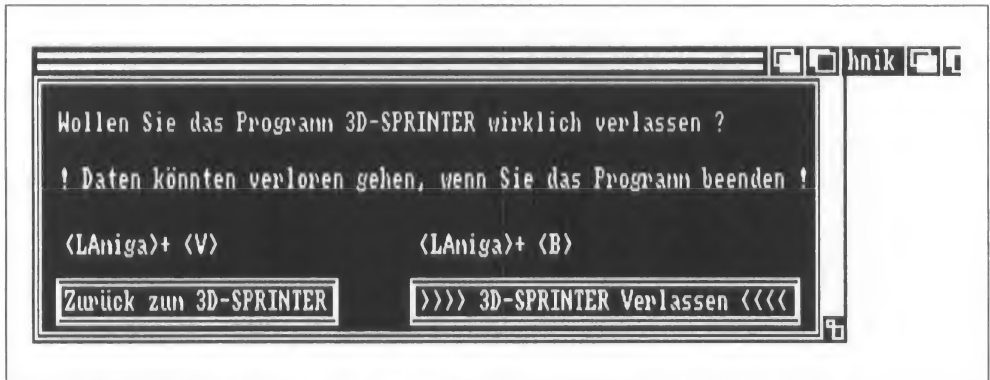 hnik
Wollen Sie das Programm 3D-SPRINTER wirklich verlassen ?
! Daten könnten verloren gehen, wenn Sie das Programm beenden !
<LAmiga>+ <V> <LAmiga>+ <B>
Zurück zum 3D-SPRINTER >>>> 3D-SPRINTER Verlassen <<<<